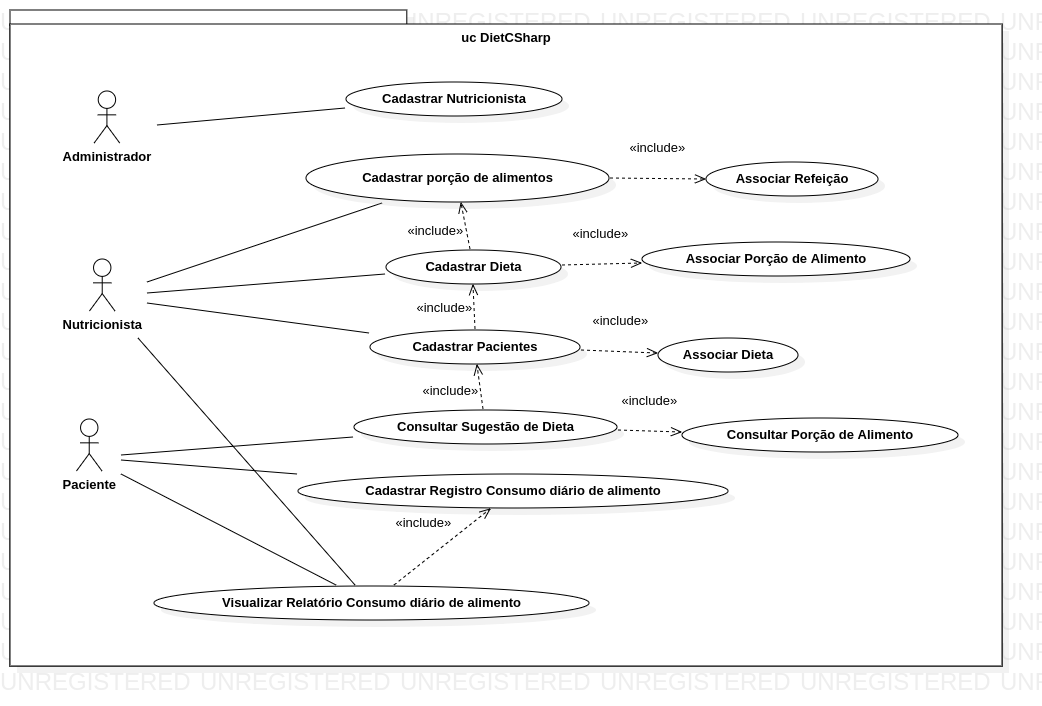 UNREGISTERED UNREGISTERED UNREGISTERED
uc DietCSharp
Cadastrar Nutricionista
Administrador
«include»
Cadastrar porção de alimentos
Associar Refeição
«include»
«include»
Cadastrar Dieta
Associar Porção de Alimento
Nutricionista
«include»
«include»
Cadastrar Pacientes
Associar Dieta
«include»
«include»
Consultar Sugestão de Dieta
Consultar Porção de Alimento
Paciente
Cadastrar Registro Consumo diário de alimento
«include»
Visualizar Relatório Consumo diário de alimento
UNREGISTERED UNREGISTERED UNREGISTERED UNREGISTERED UNREGISTERED